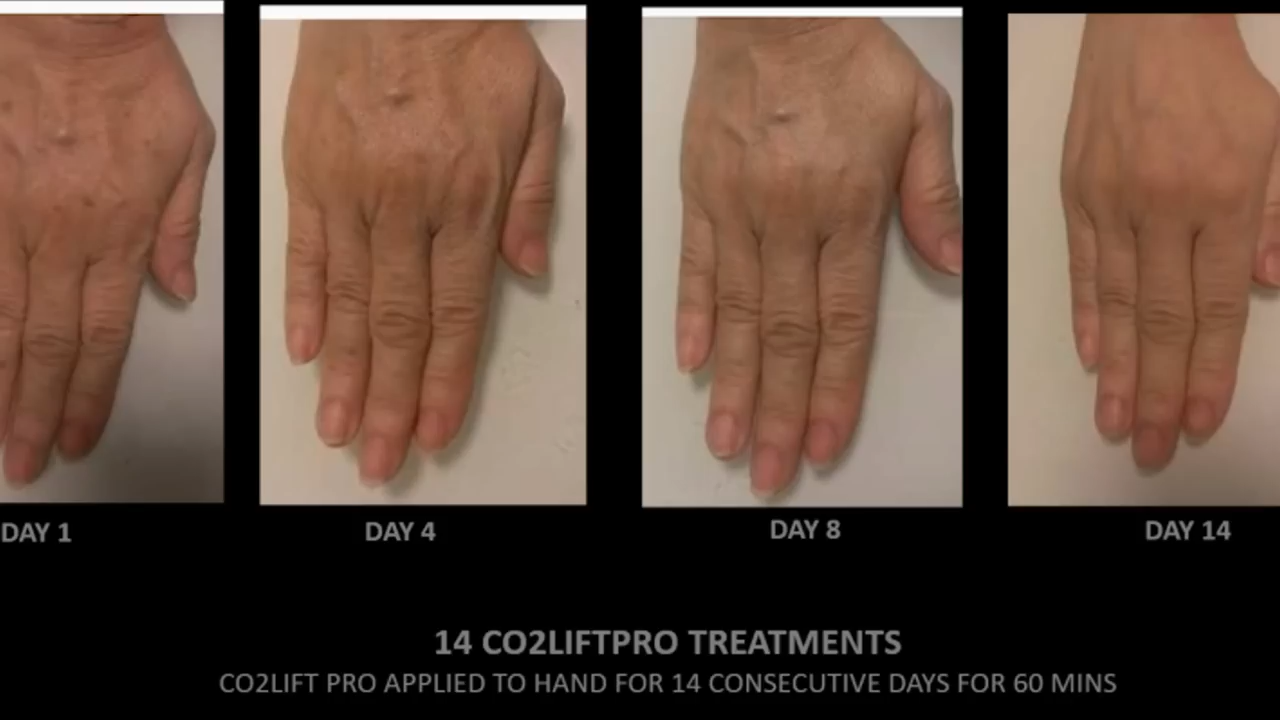 DAY 1
DAY 4
DAY 8
DAY 14
14 CO2LIFTPRO TREATMENTS
CO2LIFT PRO APPLIED TO HAND FOR 14 CONSECUTIVE DAYS FOR 60 MINS